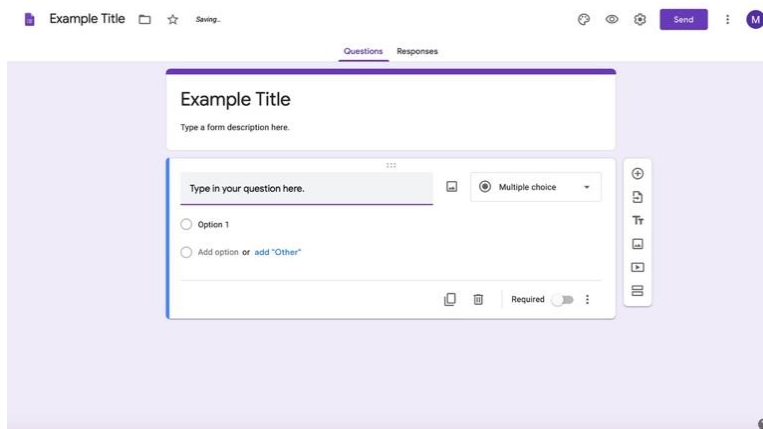 Example Title
Saving..
Send
M
Questions Responses
Example Title
Type a form description here.
Type in your question here.
Multiple choice
Option 1
Add option or add "Other"
Required
Tт